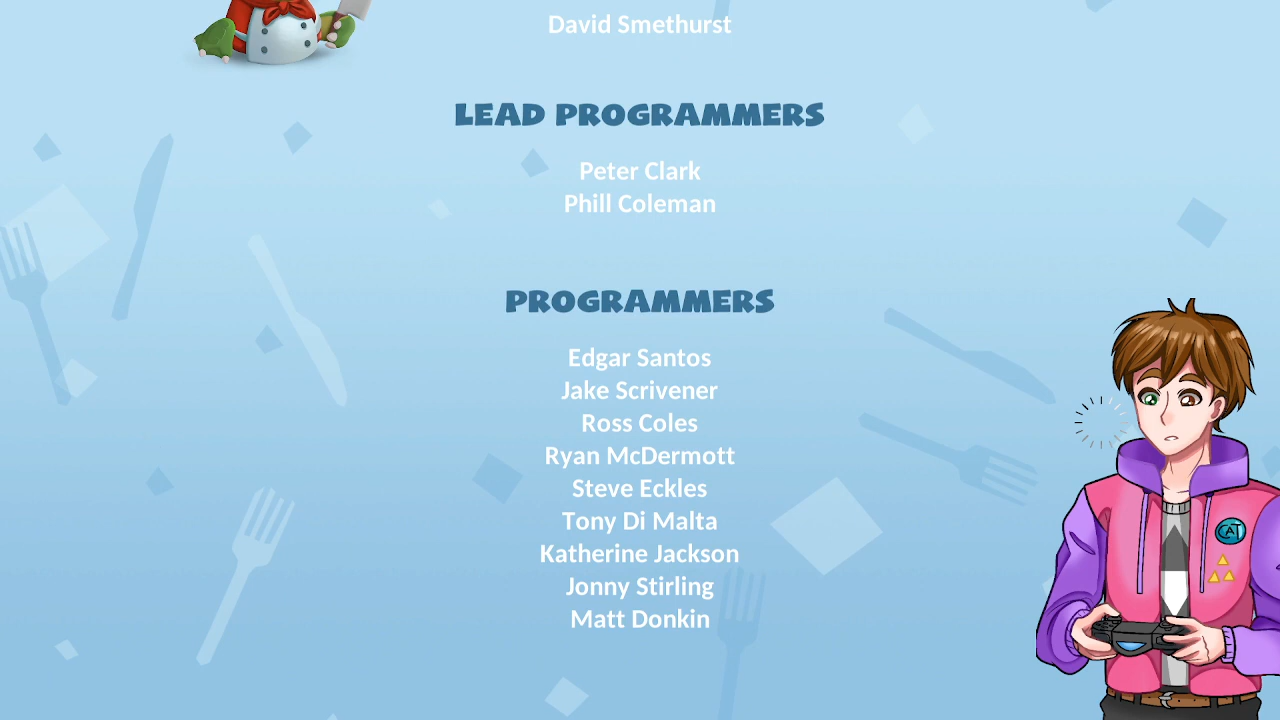 David Smethurst
LEAD PROGRAMMERS
Peter Clark
Phill Coleman
PROGRAMMERS
Edgar Santos
Jake Scrivener
Ross Coles
Ryan McDermott
Steve Eckles
Tony Di Malta
Katherine Jackson
Jonny Stirling
Matt Donkin
CAT